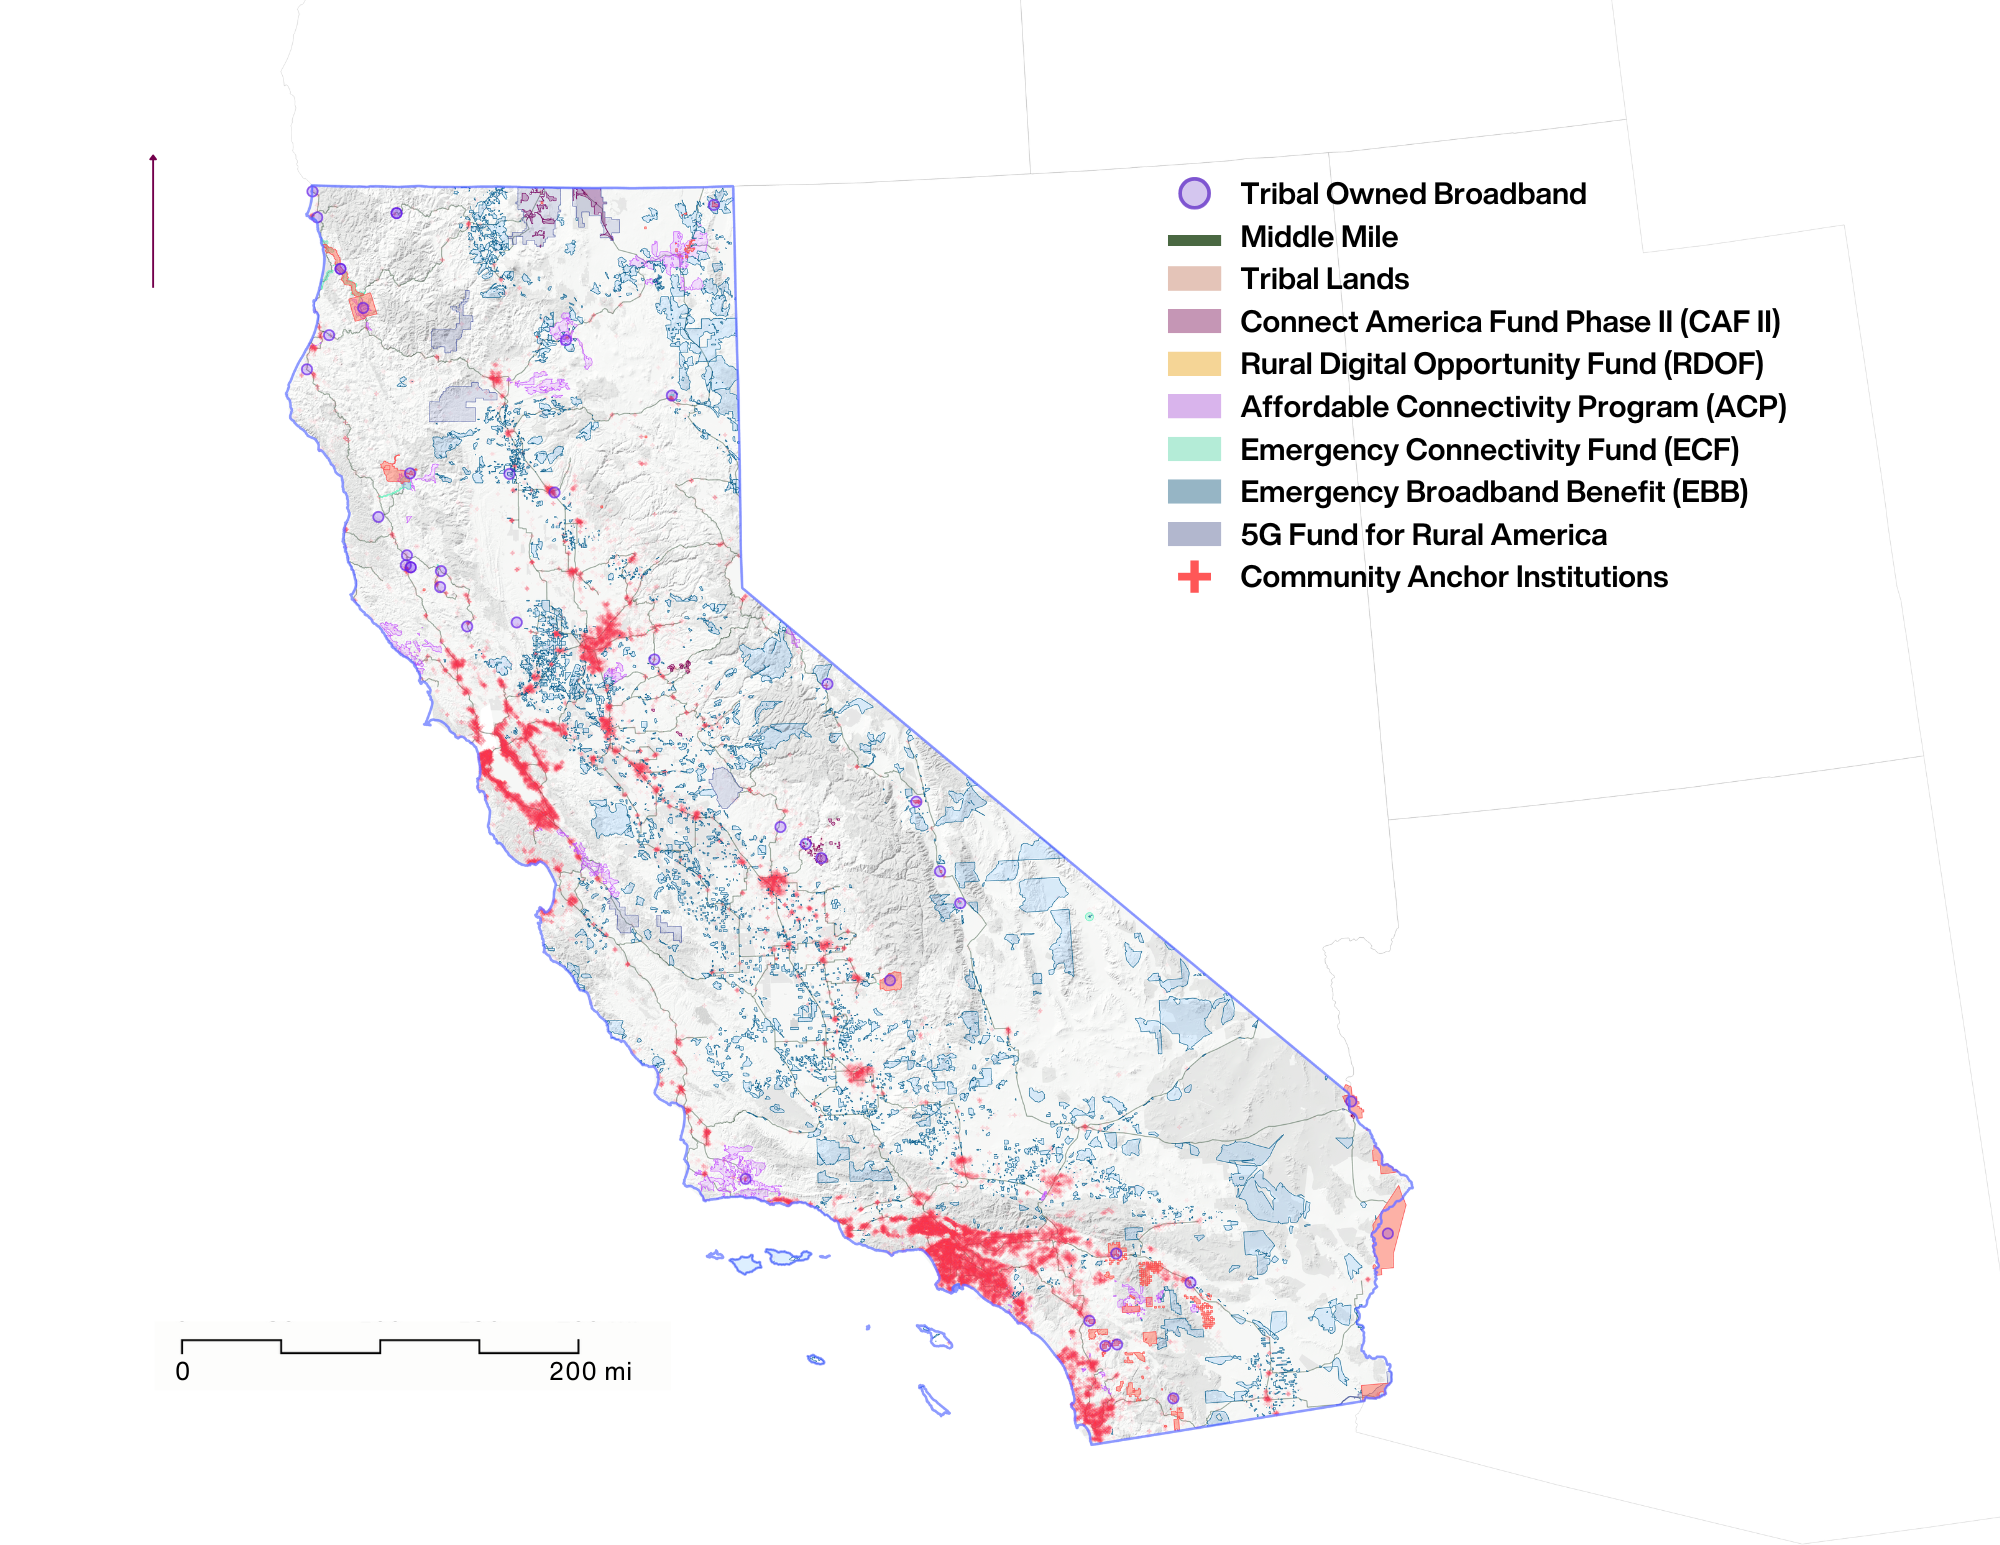 Tribal Owned Broadband
Middle Mile
Tribal Lands
Connect America Fund Phase II (CAF II)
Rural Digital Opportunity Fund (RDOF)
Affordable Connectivity Program (ACP)
Emergency Connectivity Fund (ECF)
Emergency Broadband Benefit (EBB)
5G Fund for Rural America
Community Anchor Institutions
0 200 mi